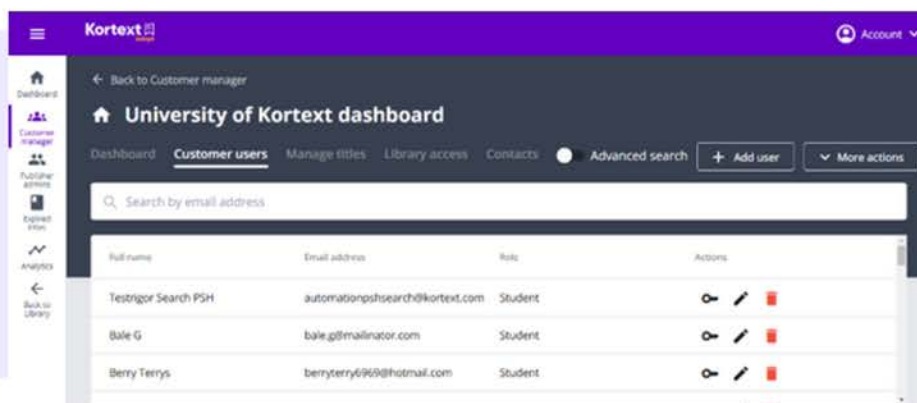 Kortext
Account
Dashboard
Customer manager
Publisher admins
Expired titles
Analytics
Back to Library
Back to Customer manager
University of Kortext dashboard
Dashboard Customer users Manage titles Library access Contacts Advanced search + Add user More actions
Search by email address
Full name Email address Role Actions
Testrigor Search PSH automationpshsearch@kortext.com Student
Bale G bale.g@mailinator.com Student
Berry Terrys berryterry6969@hotmail.com Student